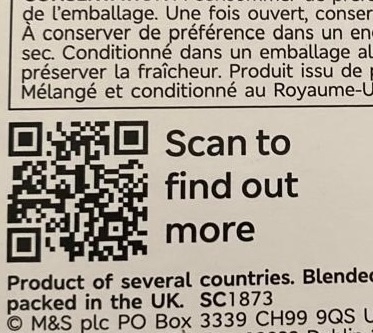 de l'emballage. Une fois ouvert, conser
À conserver de préférence dans un en
sec. Conditionné dans un emballage al
préserver la fraîcheur. Produit issu de
Mélangé et conditionné au Royaume-U
Scan to
find out
more
Product of several countries. Blended
packed in the UK. SC1873
© M&S plc PO Box 3339 CH99 9QS U